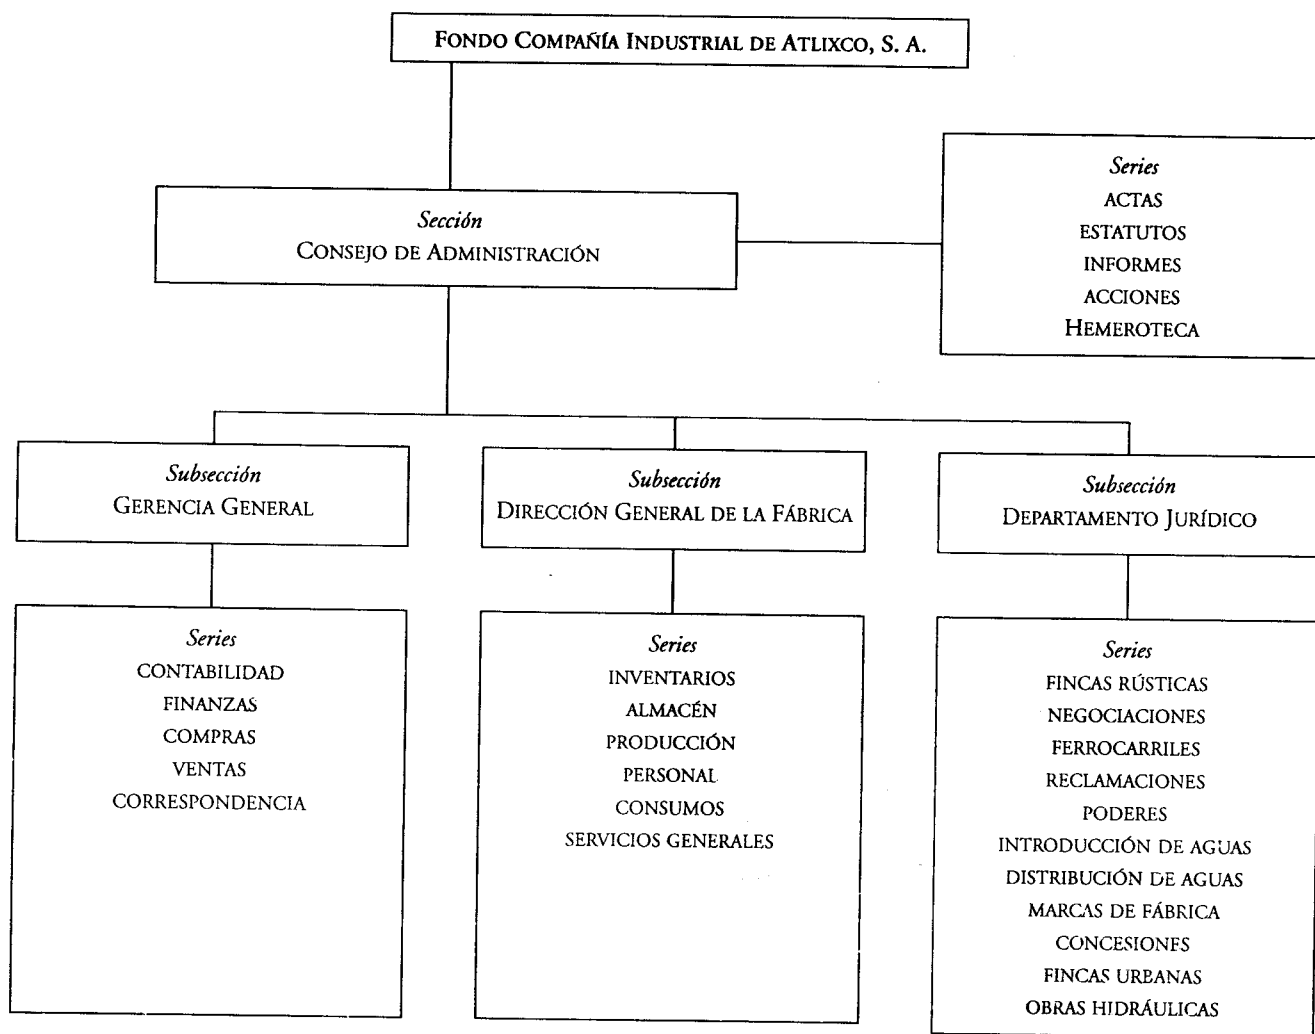 FONDO COMPAÑÍA INDUSTRIAL DE ATLIXCO, S. A.
Sección
CONSEJO DE ADMINISTRACIÓN
Series
ACTAS
ESTATUTOS
INFORMES
ACCIONES
HEMEROTECA
Subsección
GERENCIA GENERAL
Subsección
DIRECCIÓN GENERAL DE LA FÁBRICA
Subsección
DEPARTAMENTO JURÍDICO
Series
CONTABILIDAD
FINANZAS
COMPRAS
VENTAS
CORRESPONDENCIA
Series
INVENTARIOS
ALMACÉN
PRODUCCIÓN
PERSONAL
CONSUMOS
SERVICIOS GENERALES
Series
FINCAS RÚSTICAS
NEGOCIACIONES
FERROCARRILES
RECLAMACIONES
PODERES
INTRODUCCIÓN DE AGUAS
DISTRIBUCIÓN DE AGUAS
MARCAS DE FÁBRICA
CONCESIONES
FINCAS URBANAS
OBRAS HIDRÁULICAS